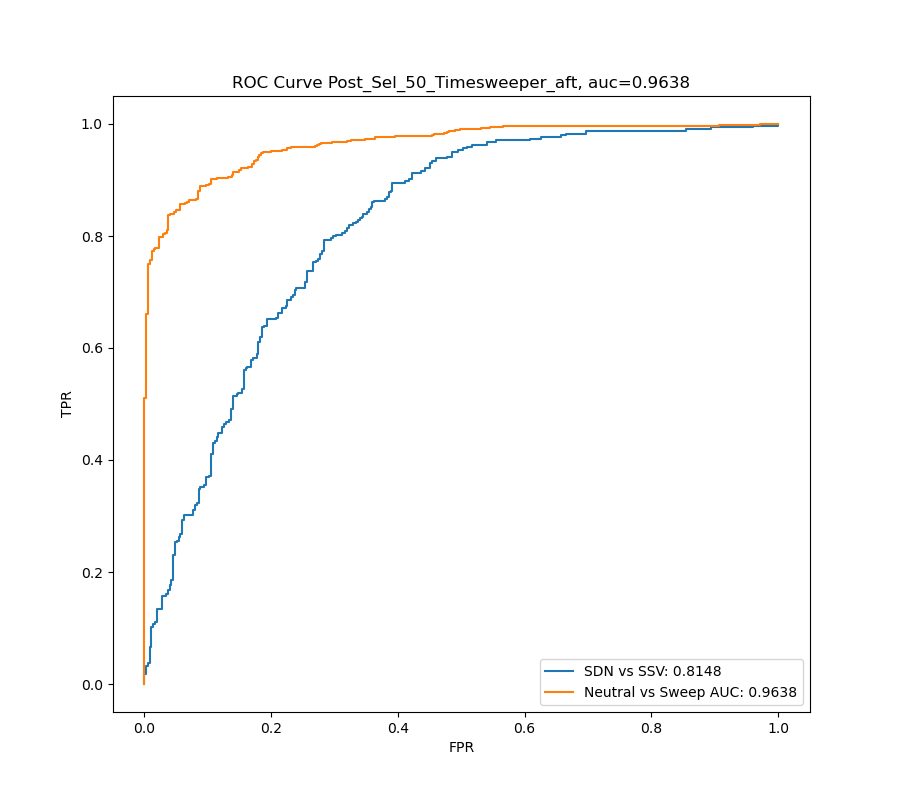 ROC Curve Post_Sel_50_Timesweeper_aft, auc=0.9638
1.0
0.8
0.6
0.4
0.2
0.0
TPR
0.0 0.2 0.4 0.6 0.8 1.0
FPR
SDN vs SSV: 0.8148
Neutral vs Sweep AUC: 0.9638